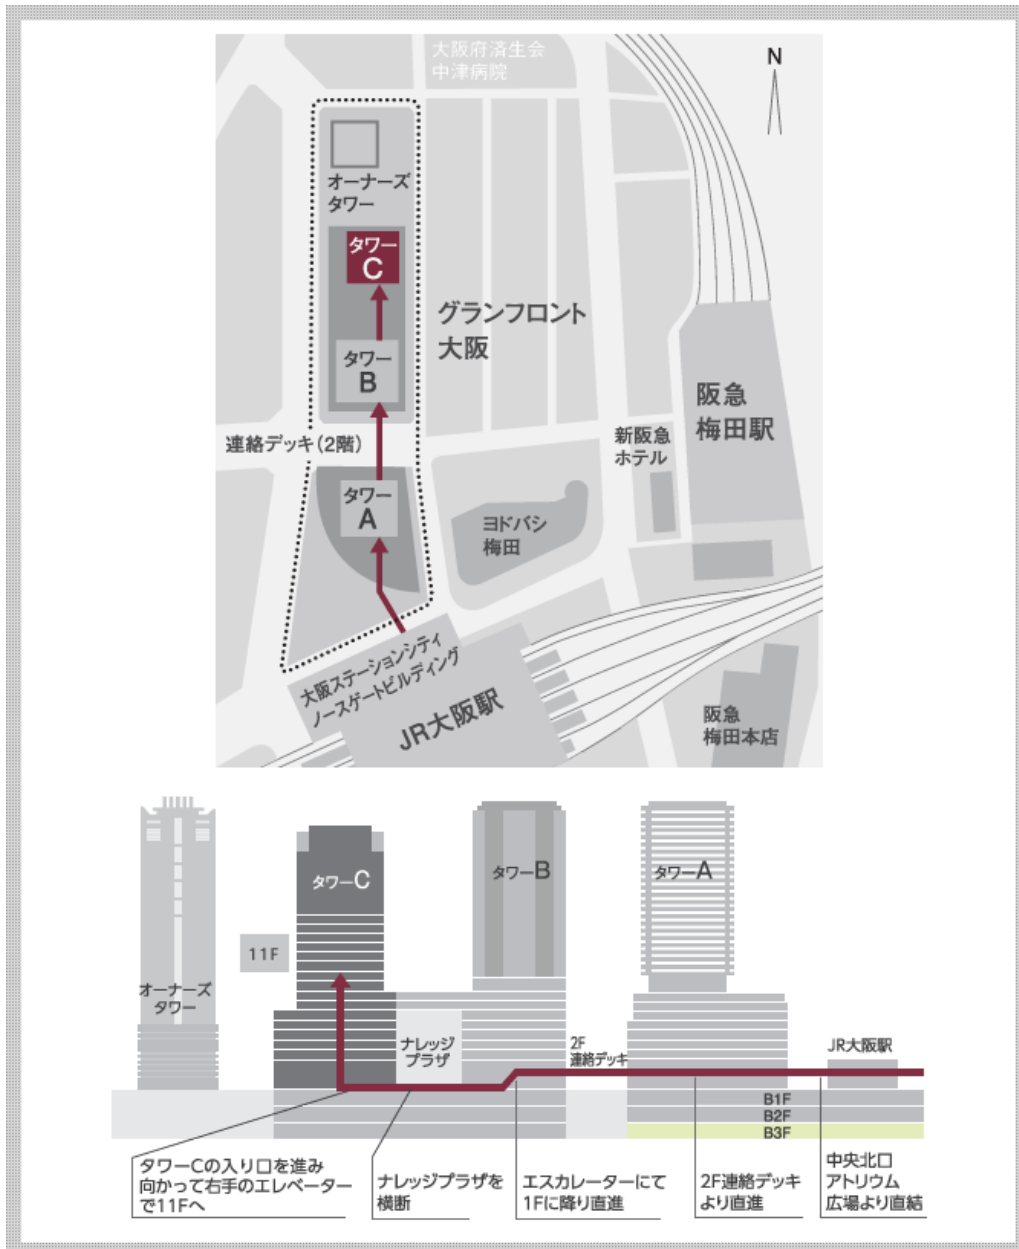 大阪府済生会
中津病院
N
オーナーズ
タワー
タワー
C
グランフロント
大阪
タワー
B
阪急
梅田駅
新阪急
ホテル
連絡デッキ(2階)
タワー
A
ヨドバシ
梅田
大阪ステーションシティ
ノースゲートビルディング
JR大阪駅
阪急
梅田本店
タワーC
タワーB
タワーA
11F
オーナーズ
タワー
ナレッジ
プラザ
2F
連絡デッキ
JR大阪駅
B1F
B2F
B3F
タワーCの入り口を進み
向かって右手のエレベーター
で11Fへ
ナレッジプラザを
横断
エスカレーターにて
1Fに降り直進
2F連絡デッキ
より直進
中央北口
アトリウム
広場より直結